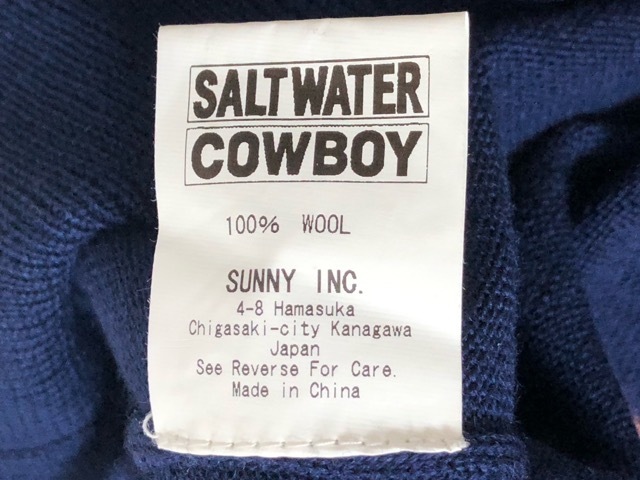 SALTWATER
COWBOY
100% WOOL
SUNNY INC.
4-8 Hamasuka
Chigasaki-city Kanagawa
Japan
See Reverse For Care.
Made in China